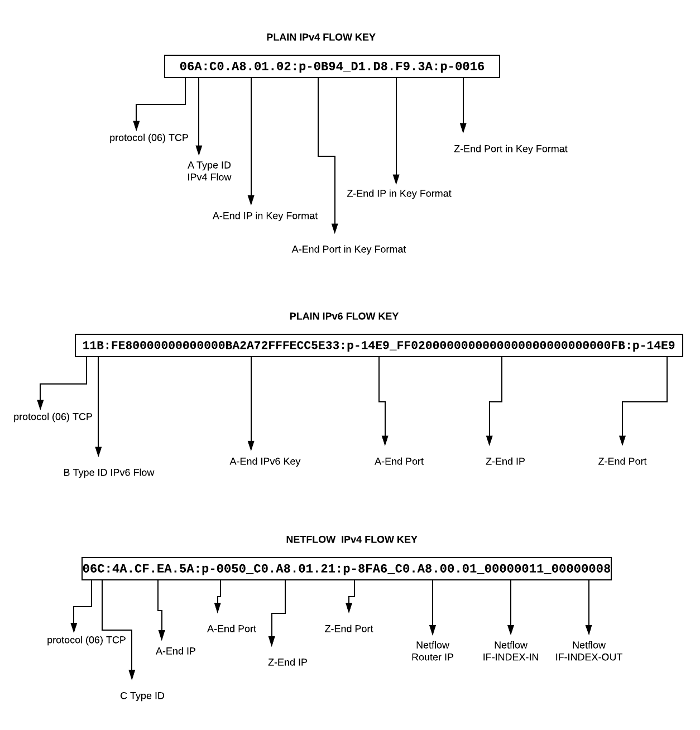 PLAIN IPv4 FLOW KEY
06A:C0.A8.01.02:p-0B94_D1.D8.F9.3A:p-0016
protocol (06) TCP
A Type ID
IPv4 Flow
A-End IP in Key Format
A-End Port in Key Format
Z-End IP in Key Format
Z-End Port in Key Format
PLAIN IPv6 FLOW KEY
11B:FE80000000000000BA2A72FFFECC5E33:p-14E9_FF0200000000000000000000000000FB:p-14E9
protocol (06) TCP
B Type ID IPv6 Flow
A-End IPv6 Key
A-End Port
Z-End IP
Z-End Port
NETFLOW  IPv4 FLOW KEY
06C:4A.CF.EA.5A:p-0050_C0.A8.01.21:p-8FA6_C0.A8.00.01_00000011_00000008
protocol (06) TCP
C Type ID
A-End IP
A-End Port
Z-End IP
Z-End Port
Netflow
Router IP
Netflow
IF-INDEX-IN
Netflow
IF-INDEX-OUT